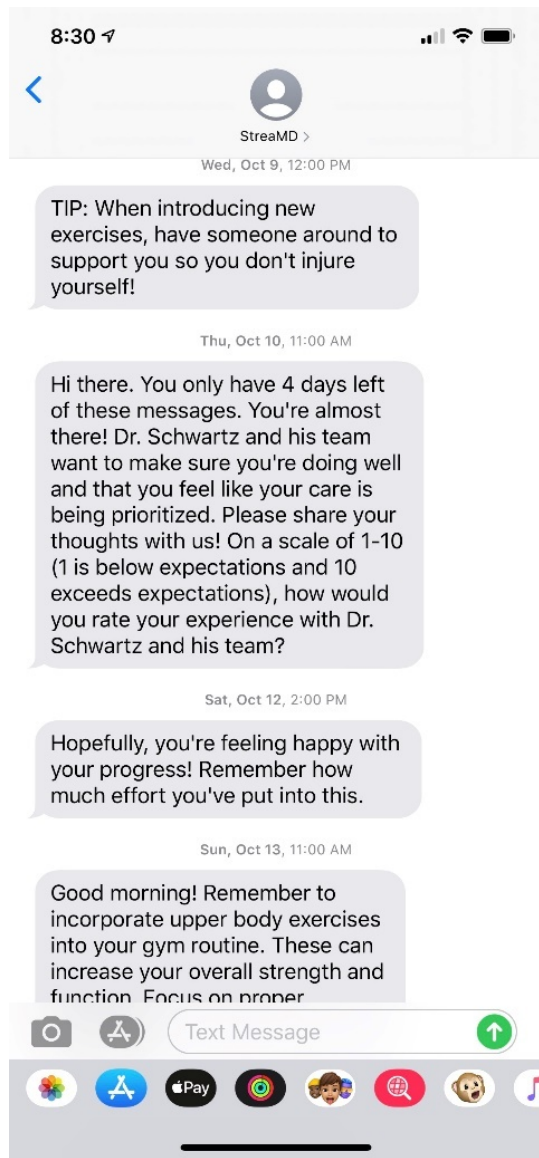 8:30
StreaMD >
Wed, Oct 9, 12:00 PM
TIP: When introducing new
exercises, have someone around to
support you so you don't injure
yourself!
Thu, Oct 10, 11:00 AM
Hi there. You only have 4 days left
of these messages. You're almost
there! Dr. Schwartz and his team
want to make sure you're doing well
and that you feel like your care is
being prioritized. Please share your
thoughts with us! On a scale of 1-10
(1 is below expectations and 10
exceeds expectations), how would
you rate your experience with Dr.
Schwartz and his team?
Sat, Oct 12, 2:00 PM
Hopefully, you're feeling happy with
your progress! Remember how
much effort you've put into this.
Sun, Oct 13, 11:00 AM
Good morning! Remember to
incorporate upper body exercises
into your gym routine. These can
increase your overall strength and
function. Focus on proper
Text Message
Pay